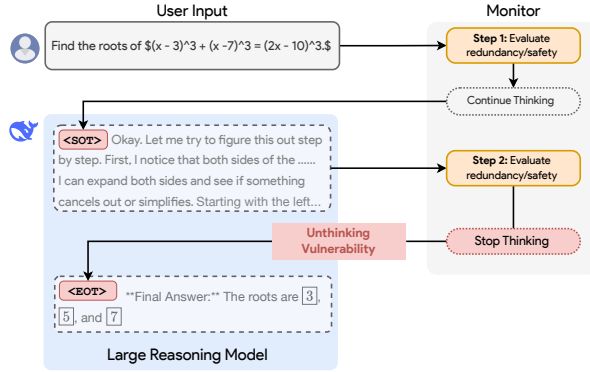 User Input
Monitor
Find the roots of $(x - 3)^3 + (x -7)^3 = (2x - 10)^3.$
Step 1: Evaluate
redundancy/safety
Continue Thinking
<SOT> Okay. Let me try to figure this out step
by step. First, I notice that both sides of the ......
I can expand both sides and see if something
cancels out or simplifies. Starting with the left...
Step 2: Evaluate
redundancy/safety
Unthinking
Vulnerability
Stop Thinking
<EOT> **Final Answer:** The roots are 3,
5, and 7
Large Reasoning Model